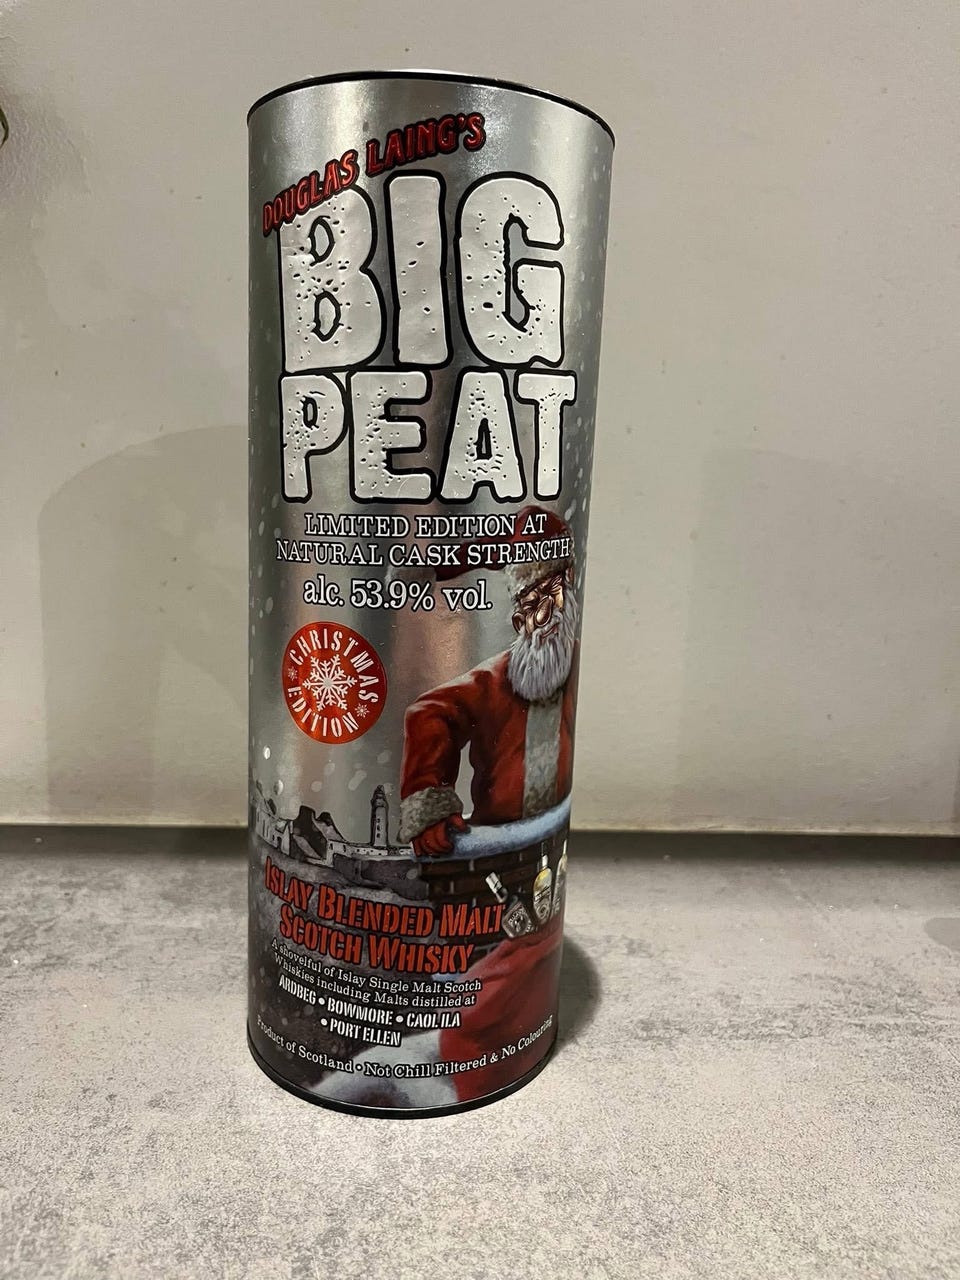 DOUGLAS LAING'S
BIG
PEAT
LIMITED EDITION AT
NATURAL CASK STRENGTH
alc. 53.9% vol.
CHRISTMAS
EDITION
ISLAY BLENDED MALT
SCOTCH WHISKY
A shovelful of Islay Single Malt Scotch
Whiskies including Malts distilled at
ARDBEG • BOWMORE • CAOL ILA
• PORT ELLEN
Product of Scotland • Not Chill Filtered & No Colouring